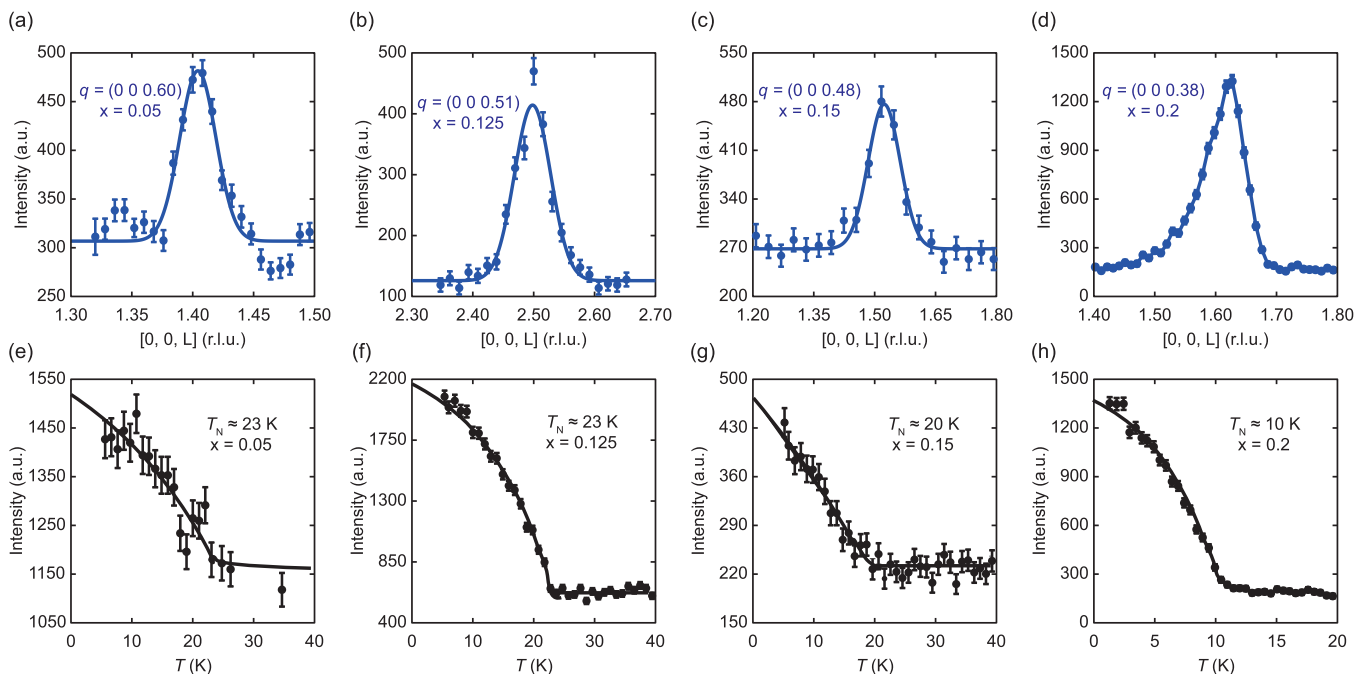 (a)
500
450
400
350
300
250
Intensity (a.u.)
q = (0 0 0.60)
x = 0.05
1.30
1.35
1.40
1.45
1.50
[0, 0, L] (r.l.u.)
(b)
500
400
300
200
100
Intensity (a.u.)
q = (0 0 0.51)
x = 0.125
2.30
2.40
2.50
2.60
2.70
[0, 0, L] (r.l.u.)
(c)
550
480
410
340
270
200
Intensity (a.u.)
q = (0 0 0.48)
x = 0.15
1.20
1.35
1.50
1.65
1.80
[0, 0, L] (r.l.u.)
(d)
1500
1200
900
600
300
0
Intensity (a.u.)
q = (0 0 0.38)
x = 0.2
1.40
1.50
1.60
1.70
1.80
[0, 0, L] (r.l.u.)
(e)
1550
1450
1350
1250
1150
1050
Intensity (a.u.)
TN ≈ 23 K
x = 0.05
0
10
20
30
40
T (K)
(f)
2200
1750
1300
850
400
Intensity (a.u.)
TN ≈ 23 K
x = 0.125
0
10
20
30
40
T (K)
(g)
500
430
360
290
220
150
Intensity (a.u.)
TN ≈ 20 K
x = 0.15
0
10
20
30
40
T (K)
(h)
1500
1200
900
600
300
0
Intensity (a.u.)
TN ≈ 10 K
x = 0.2
0
5
10
15
20
T (K)